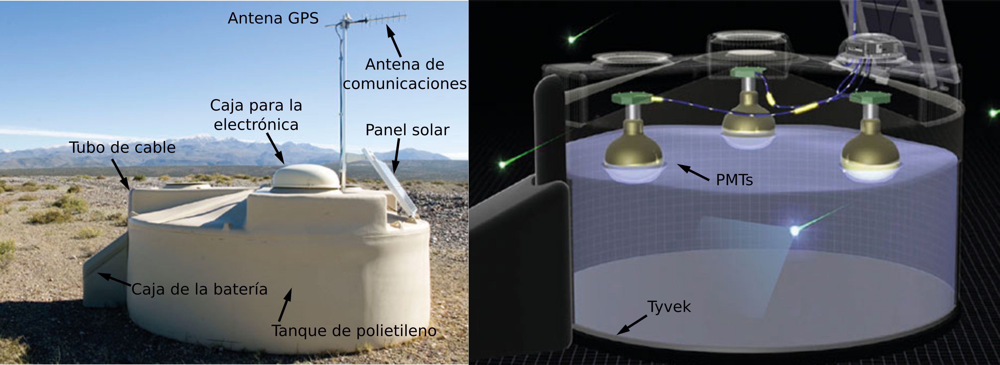 Antena GPS
Antena de
comunicaciones
Caja para la
electrónica
Panel solar
Tubo de cable
Caja de la batería
Tanque de polietileno
PMTs
Tyvek